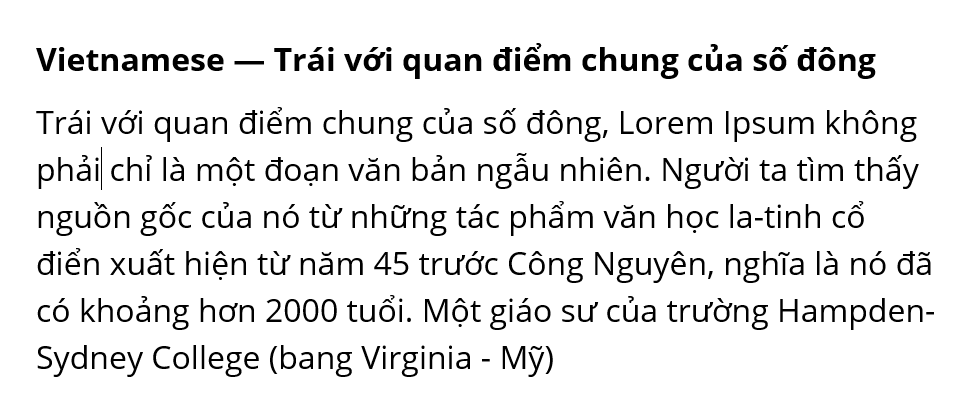 Vietnamese — Trái với quan điểm chung của số đông
Trái với quan điểm chung của số đông, Lorem Ipsum không
phải chỉ là một đoạn văn bản ngẫu nhiên. Người ta tìm thấy
nguồn gốc của nó từ những tác phẩm văn học la-tinh cổ
điển xuất hiện từ năm 45 trước Công Nguyên, nghĩa là nó đã
có khoảng hơn 2000 tuổi. Một giáo sư của trường Hampden-
Sydney College (bang Virginia - Mỹ)